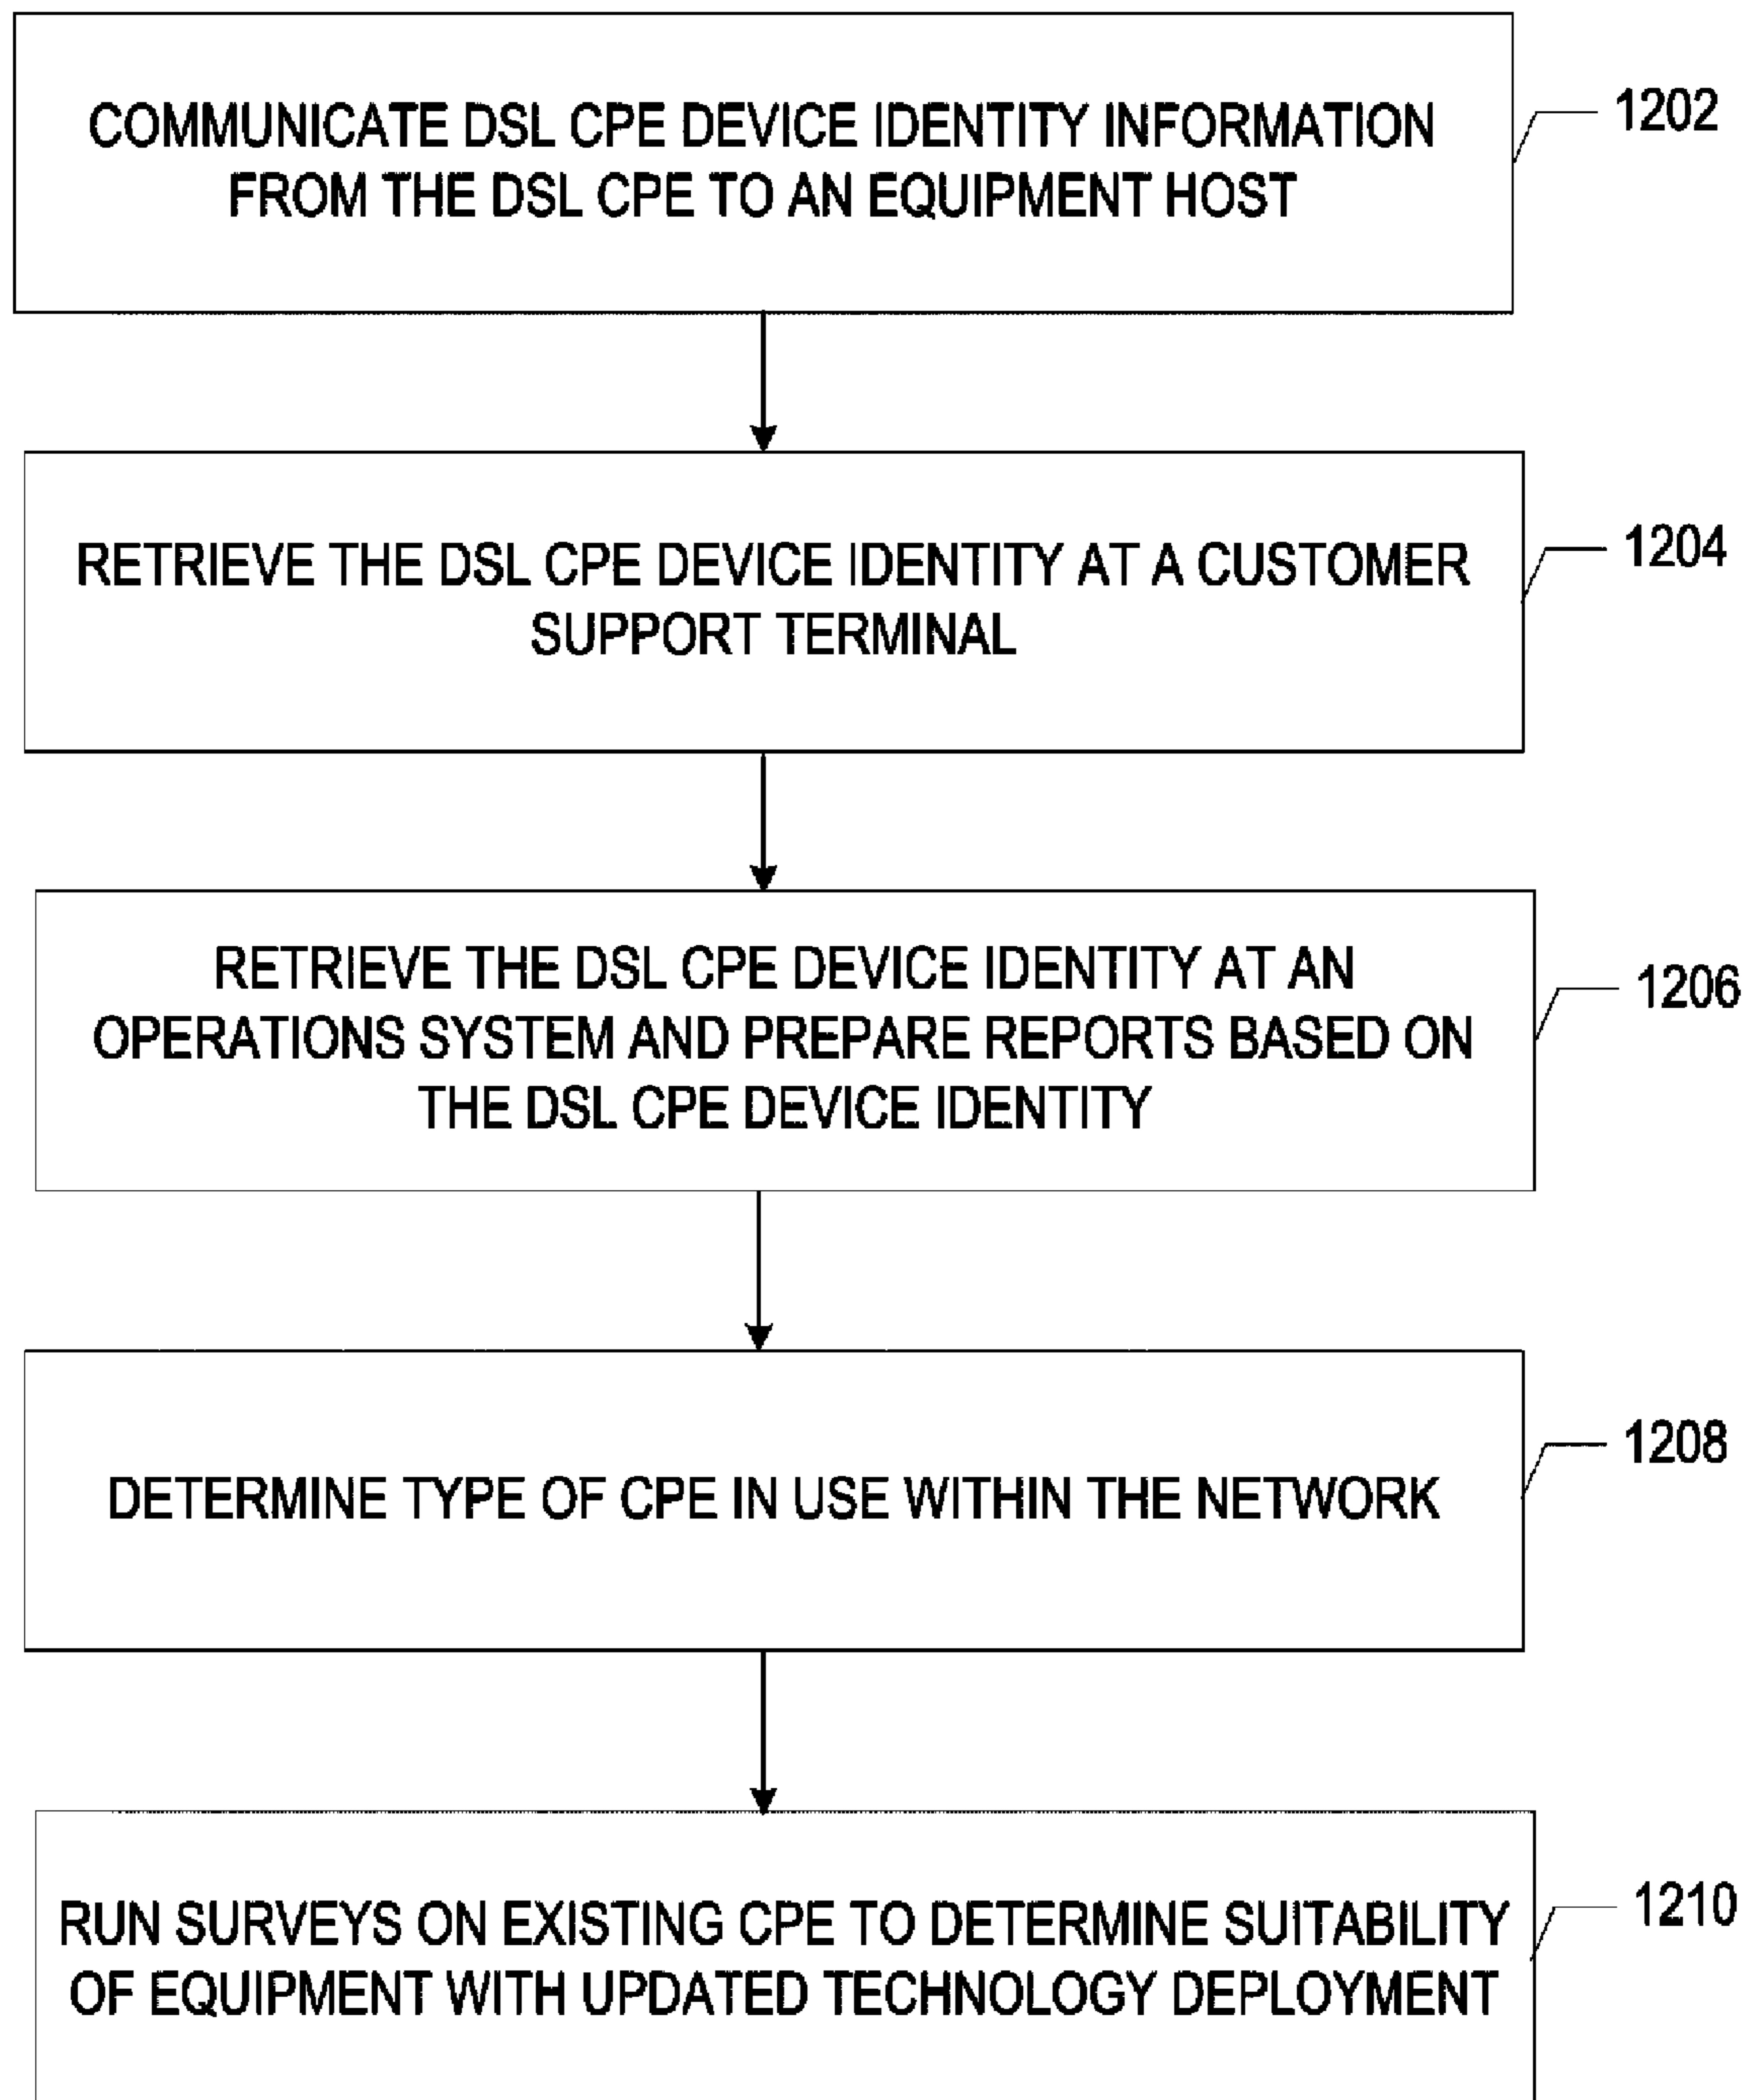 COMMUNICATE DSL CPE DEVICE IDENTITY INFORMATION
FROM THE DSL CPE TO AN EQUIPMENT HOST
1202
RETRIEVE THE DSL CPE DEVICE IDENTITY AT A CUSTOMER
SUPPORT TERMINAL
1204
RETRIEVE THE DSL CPE DEVICE IDENTITY AT AN
OPERATIONS SYSTEM AND PREPARE REPORTS BASED ON
THE DSL CPE DEVICE IDENTITY
1206
DETERMINE TYPE OF CPE IN USE WITHIN THE NETWORK
1208
RUN SURVEYS ON EXISTING CPE TO DETERMINE SUITABILITY
OF EQUIPMENT WITH UPDATED TECHNOLOGY DEPLOYMENT
1210